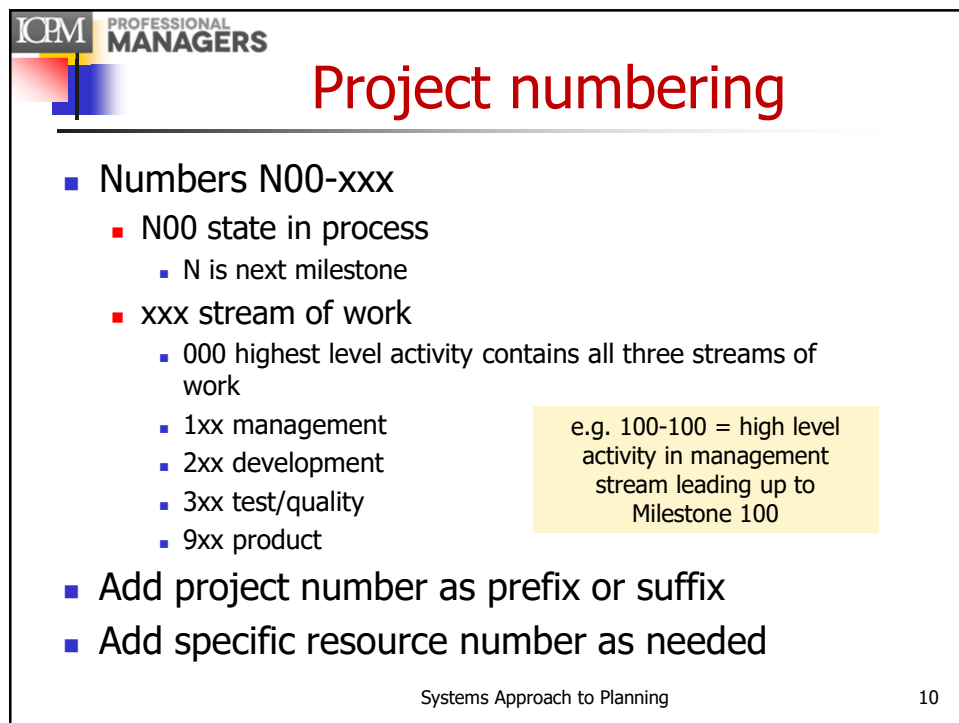 ICPM PROFESSIONAL
MANAGERS
Project numbering
Numbers N00-xxx
N00 state in process
N is next milestone
xxx stream of work
000 highest level activity contains all three streams of
work
1xx management
2xx development
3xx test/quality
9xx product
e.g. 100-100 = high level
activity in management
stream leading up to
Milestone 100
Add project number as prefix or suffix
Add specific resource number as needed
Systems Approach to Planning 10